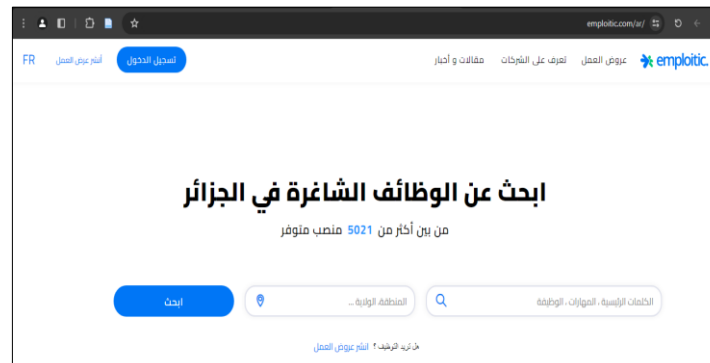 emploitic.com/ar/
emploitic.
عروض العمل
تعرف على الشركات
مقالات و أخبار
تسجيل الدخول
أنشر عرض العمل
FR
ابحث عن الوظائف الشاغرة في الجزائر
من بين أكثر من 5021 منصب متوفر
الكلمات الرئيسية ، المهارات ، الوظيفة
المنطقة، الولاية ...
ابحث
هل تريد التوظيف ؟ انشر عروض العمل